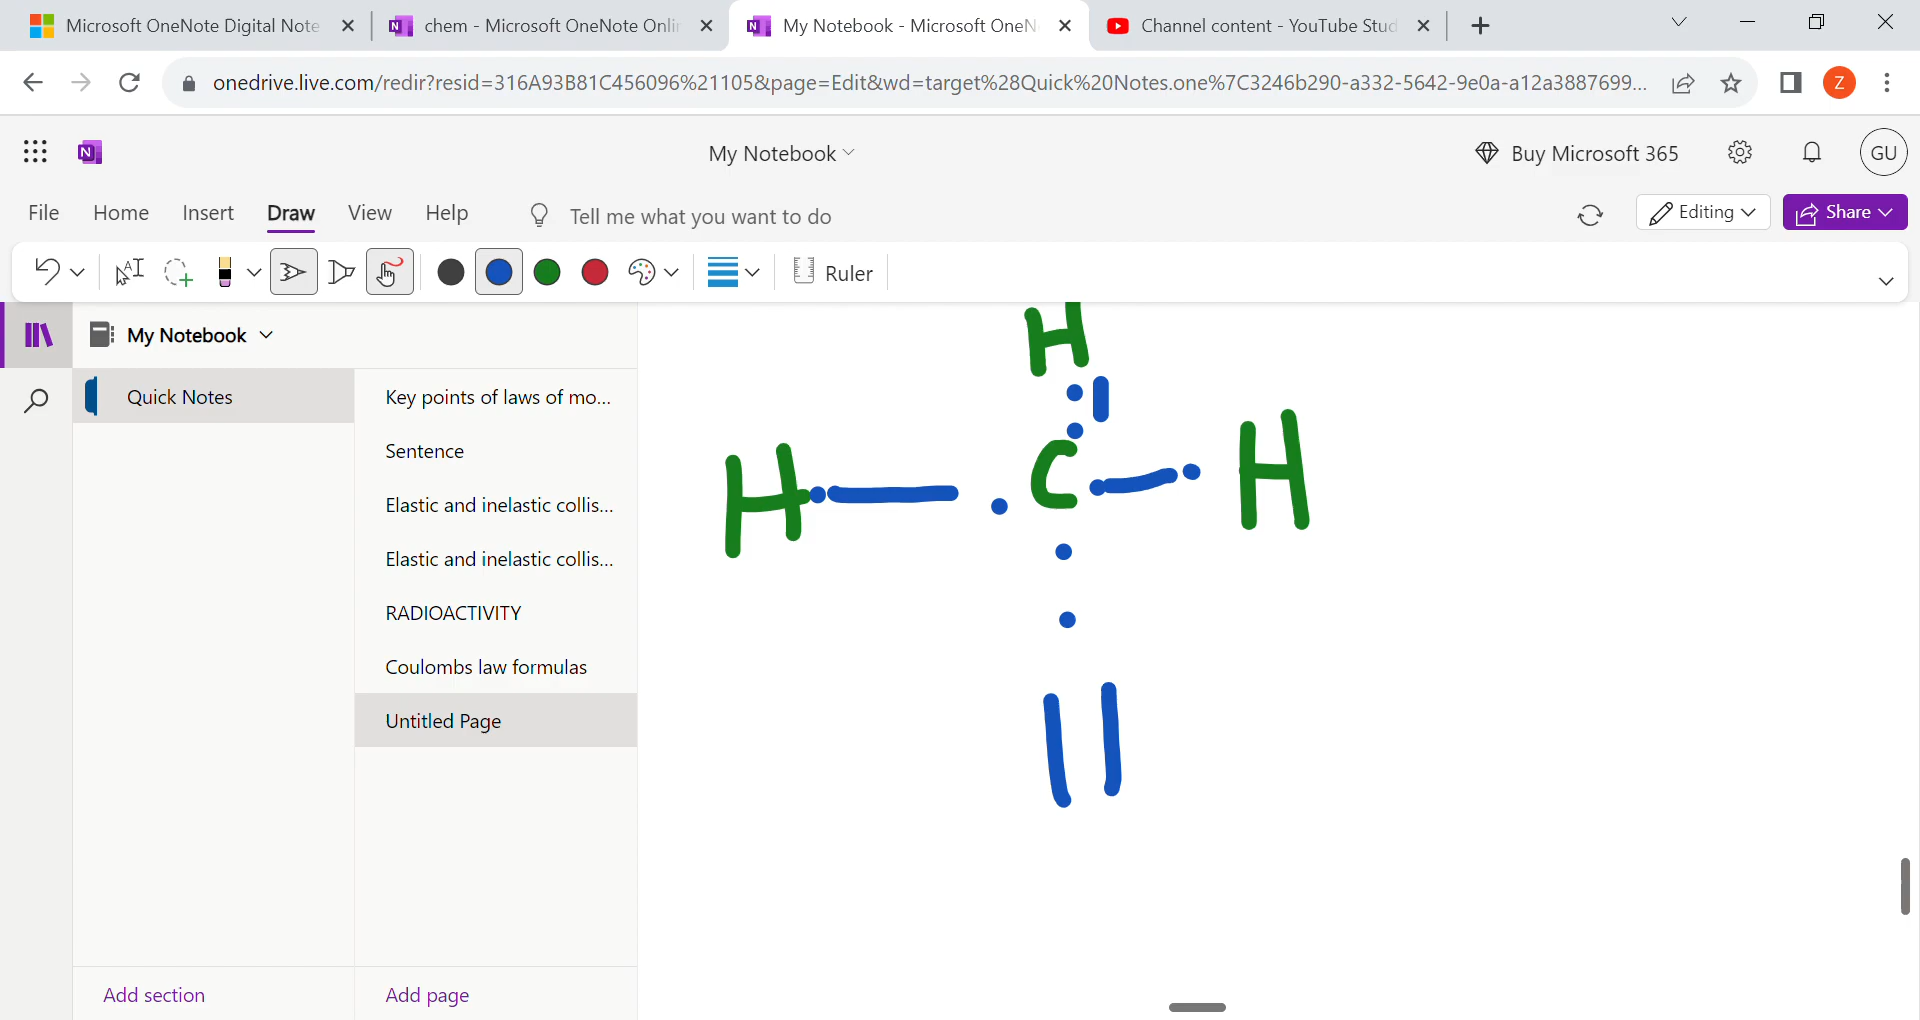 Microsoft OneNote Digital Note
chem - Microsoft OneNote Onli
My Notebook - Microsoft OneN
Channel content - YouTube Stud
onedrive.live.com/redir?resid=316A93B81C456096%21105&page=Edit&wd=target%28Quick%20Notes.one%7C3246b290-a332-5642-9e0a-a12a3887699...
Z
N
My Notebook
Buy Microsoft 365
GU
File Home Insert Draw View Help
Tell me what you want to do
Editing
Share
Ruler
My Notebook
Quick Notes
Key points of laws of mo...
Sentence
Elastic and inelastic collis...
Elastic and inelastic collis...
RADIOACTIVITY
Coulombs law formulas
Untitled Page
Add section
Add page
H
H C H